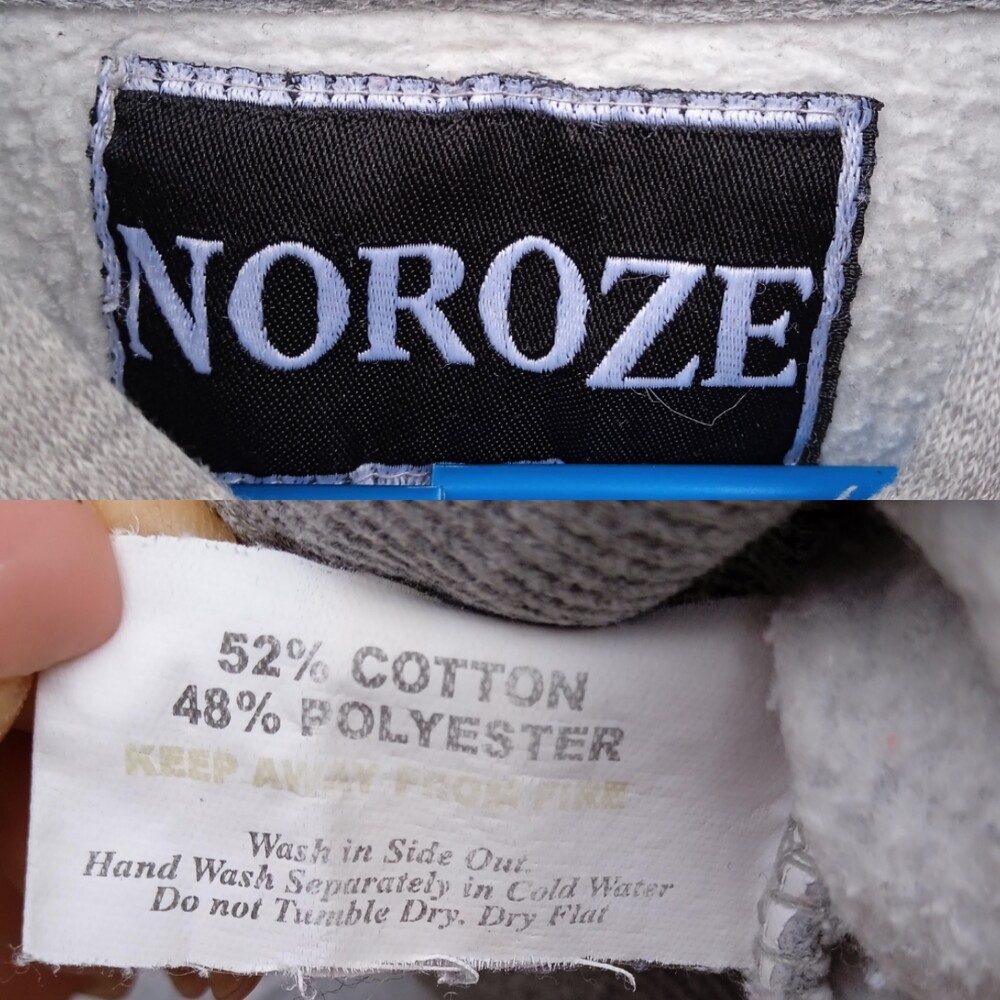 NOROZE
52% COTTON
48% POLYESTER
KEEP AWAY FROM FIRE
Wash in Side Out.
Hand Wash Separately in Cold Water
Do not Tumble Dry. Dry Flat